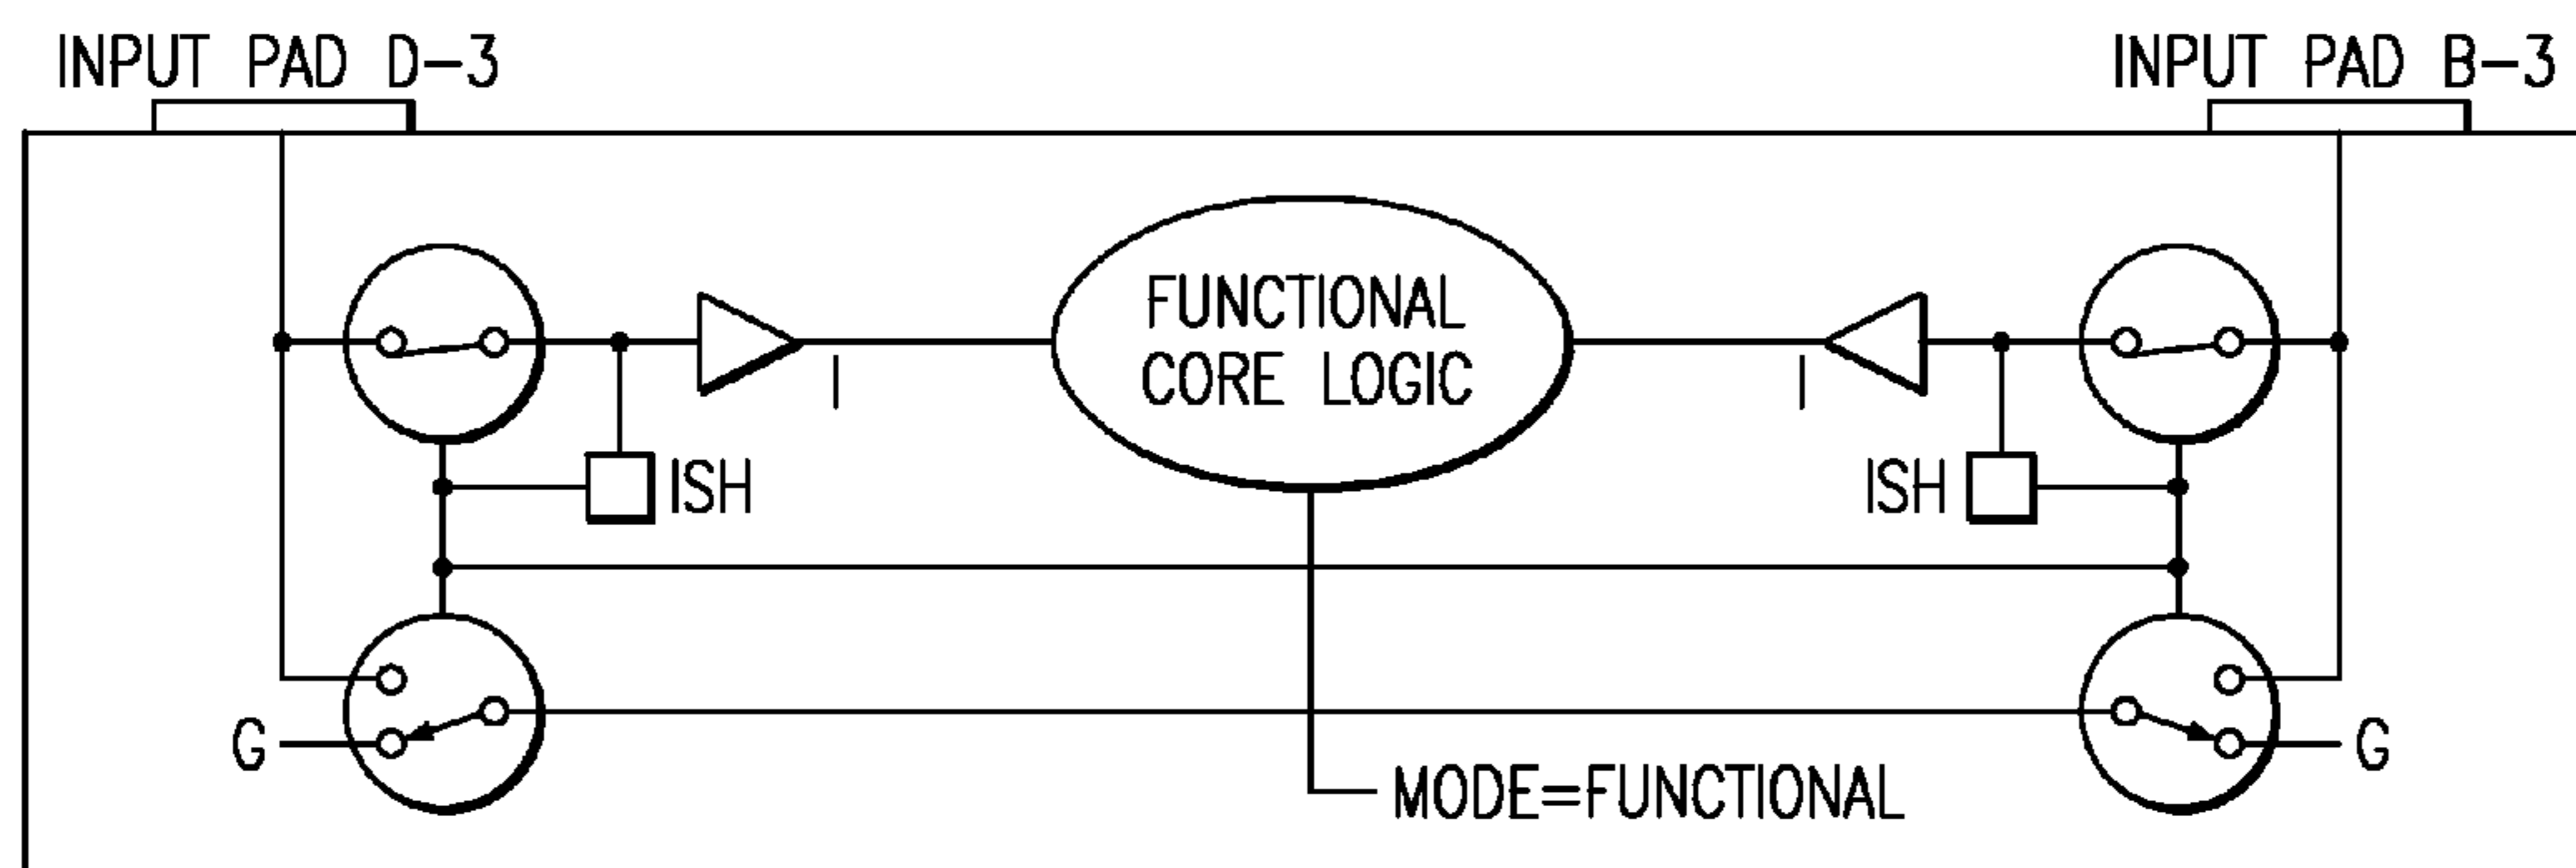 INPUT PAD D-3
INPUT PAD B-3
FUNCTIONAL
CORE LOGIC
I
I
ISH
ISH
G
G
MODE=FUNCTIONAL